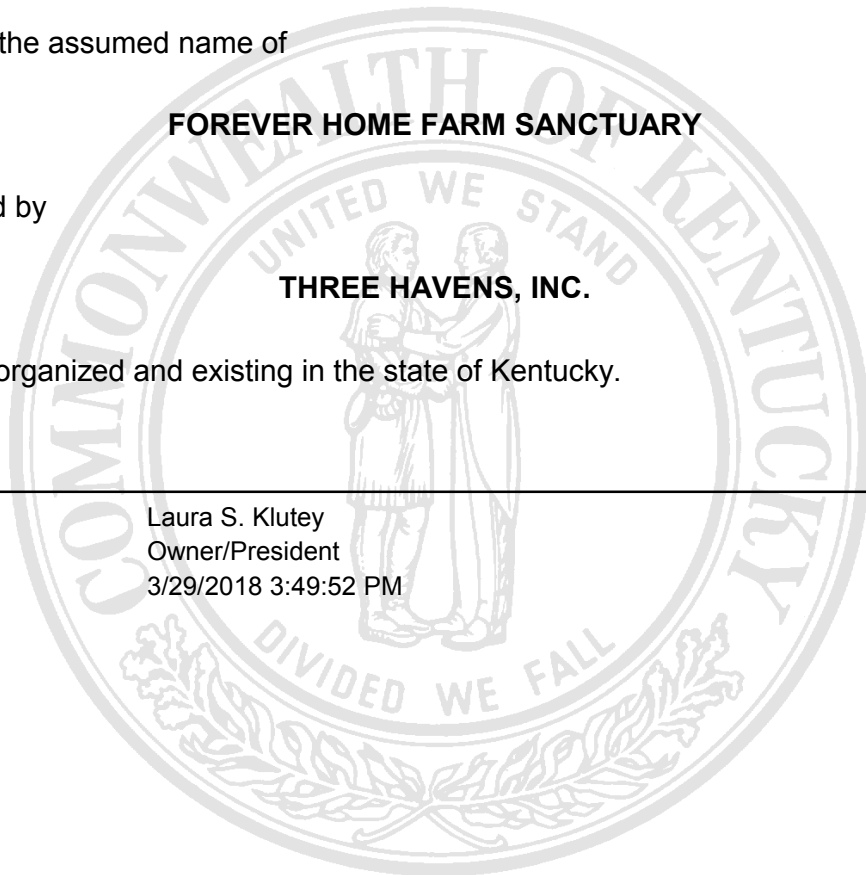 the assumed name of
FOREVER HOME FARM SANCTUARY
d by
THREE HAVENS, INC.
organized and existing in the state of Kentucky.
Laura S. Klutey
Owner/President
3/29/2018 3:49:52 PM
COMMONWEALTH OF KENTUCKY
UNITED WE STAND
DIVIDED WE FALL